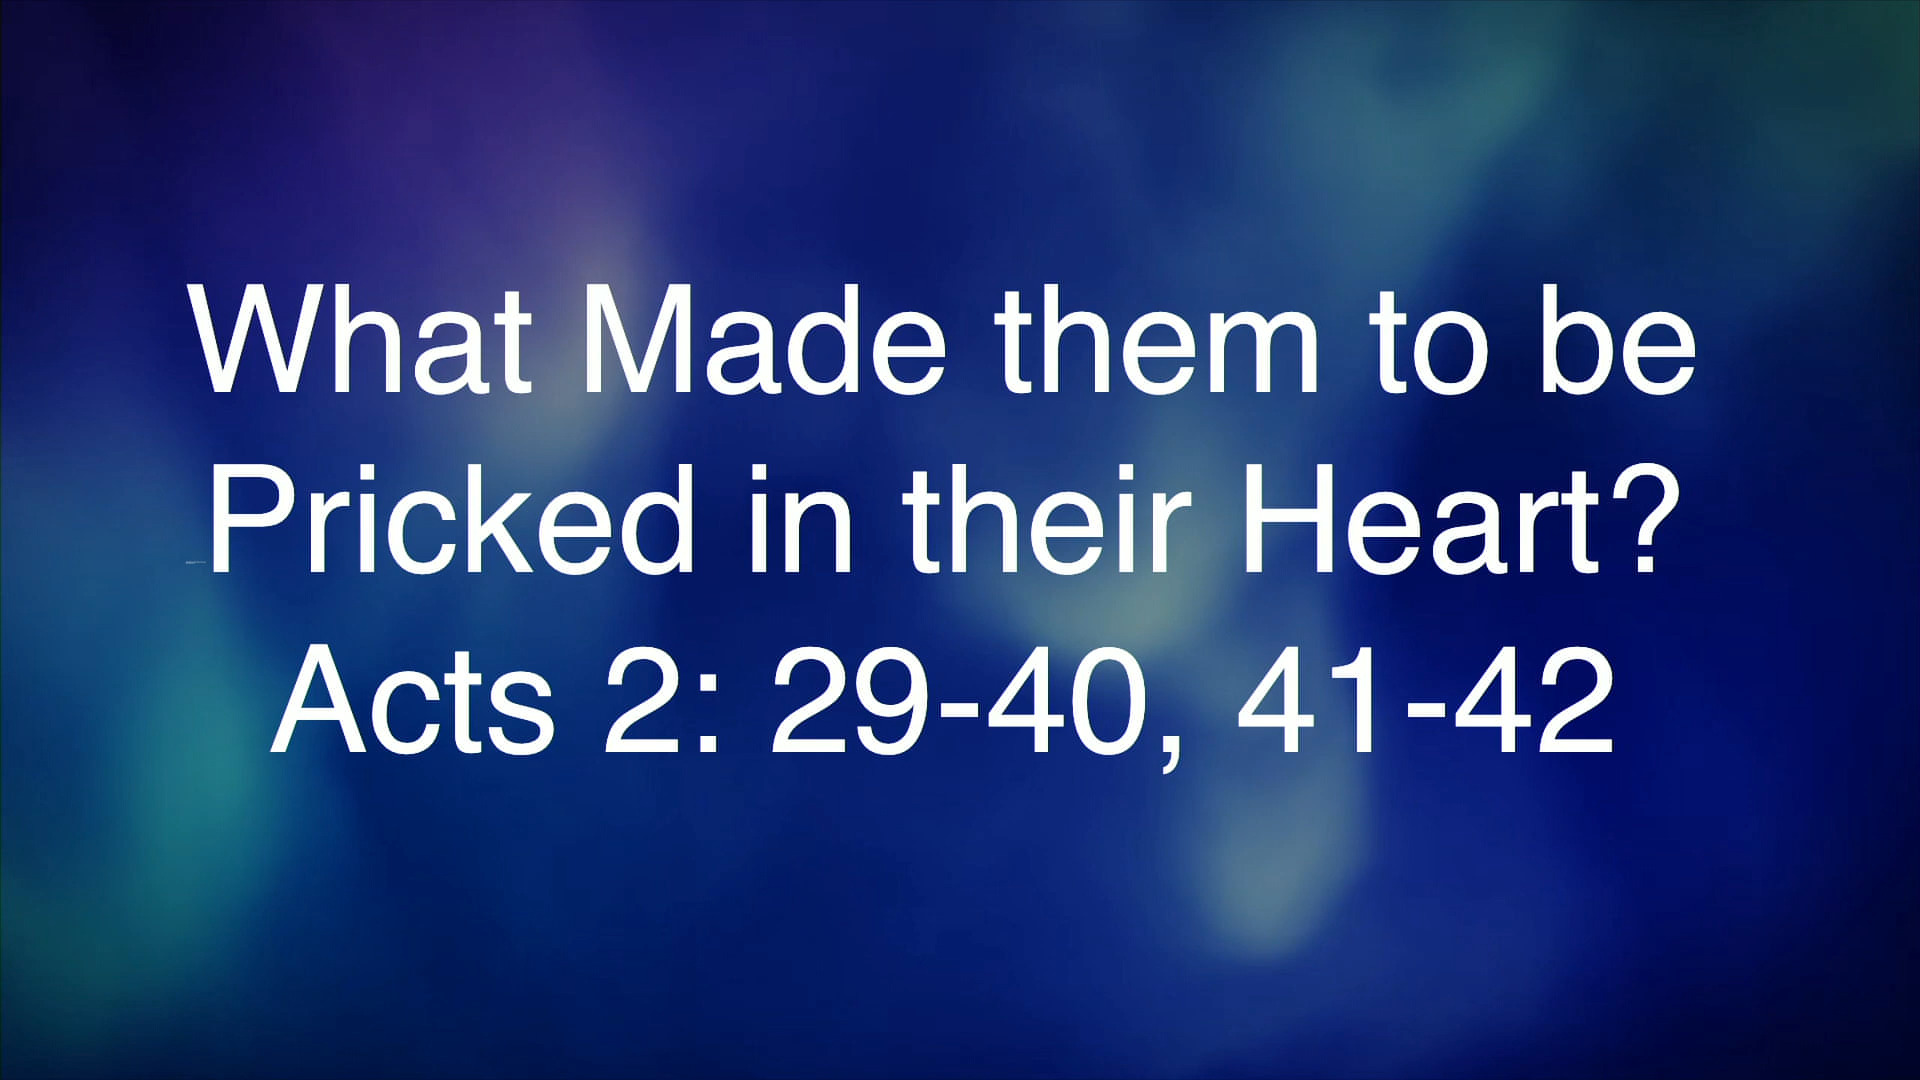 What Made them to be
Pricked in their Heart?
Acts 2: 29-40, 41-42